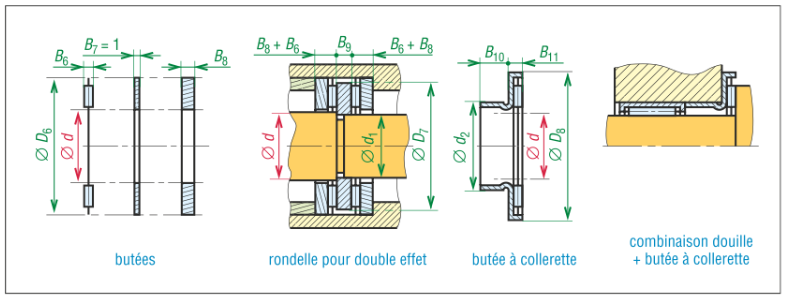 B7 = 1
B6
B8
Ø D6
Ø d
B8 + B6
B9
B6 + B8
Ø d
Ø d1
Ø D7
B10
B11
Ø d2
Ø d
Ø D8
butées
rondelle pour double effet
butée à collerette
combinaison douille
+ butée à collerette